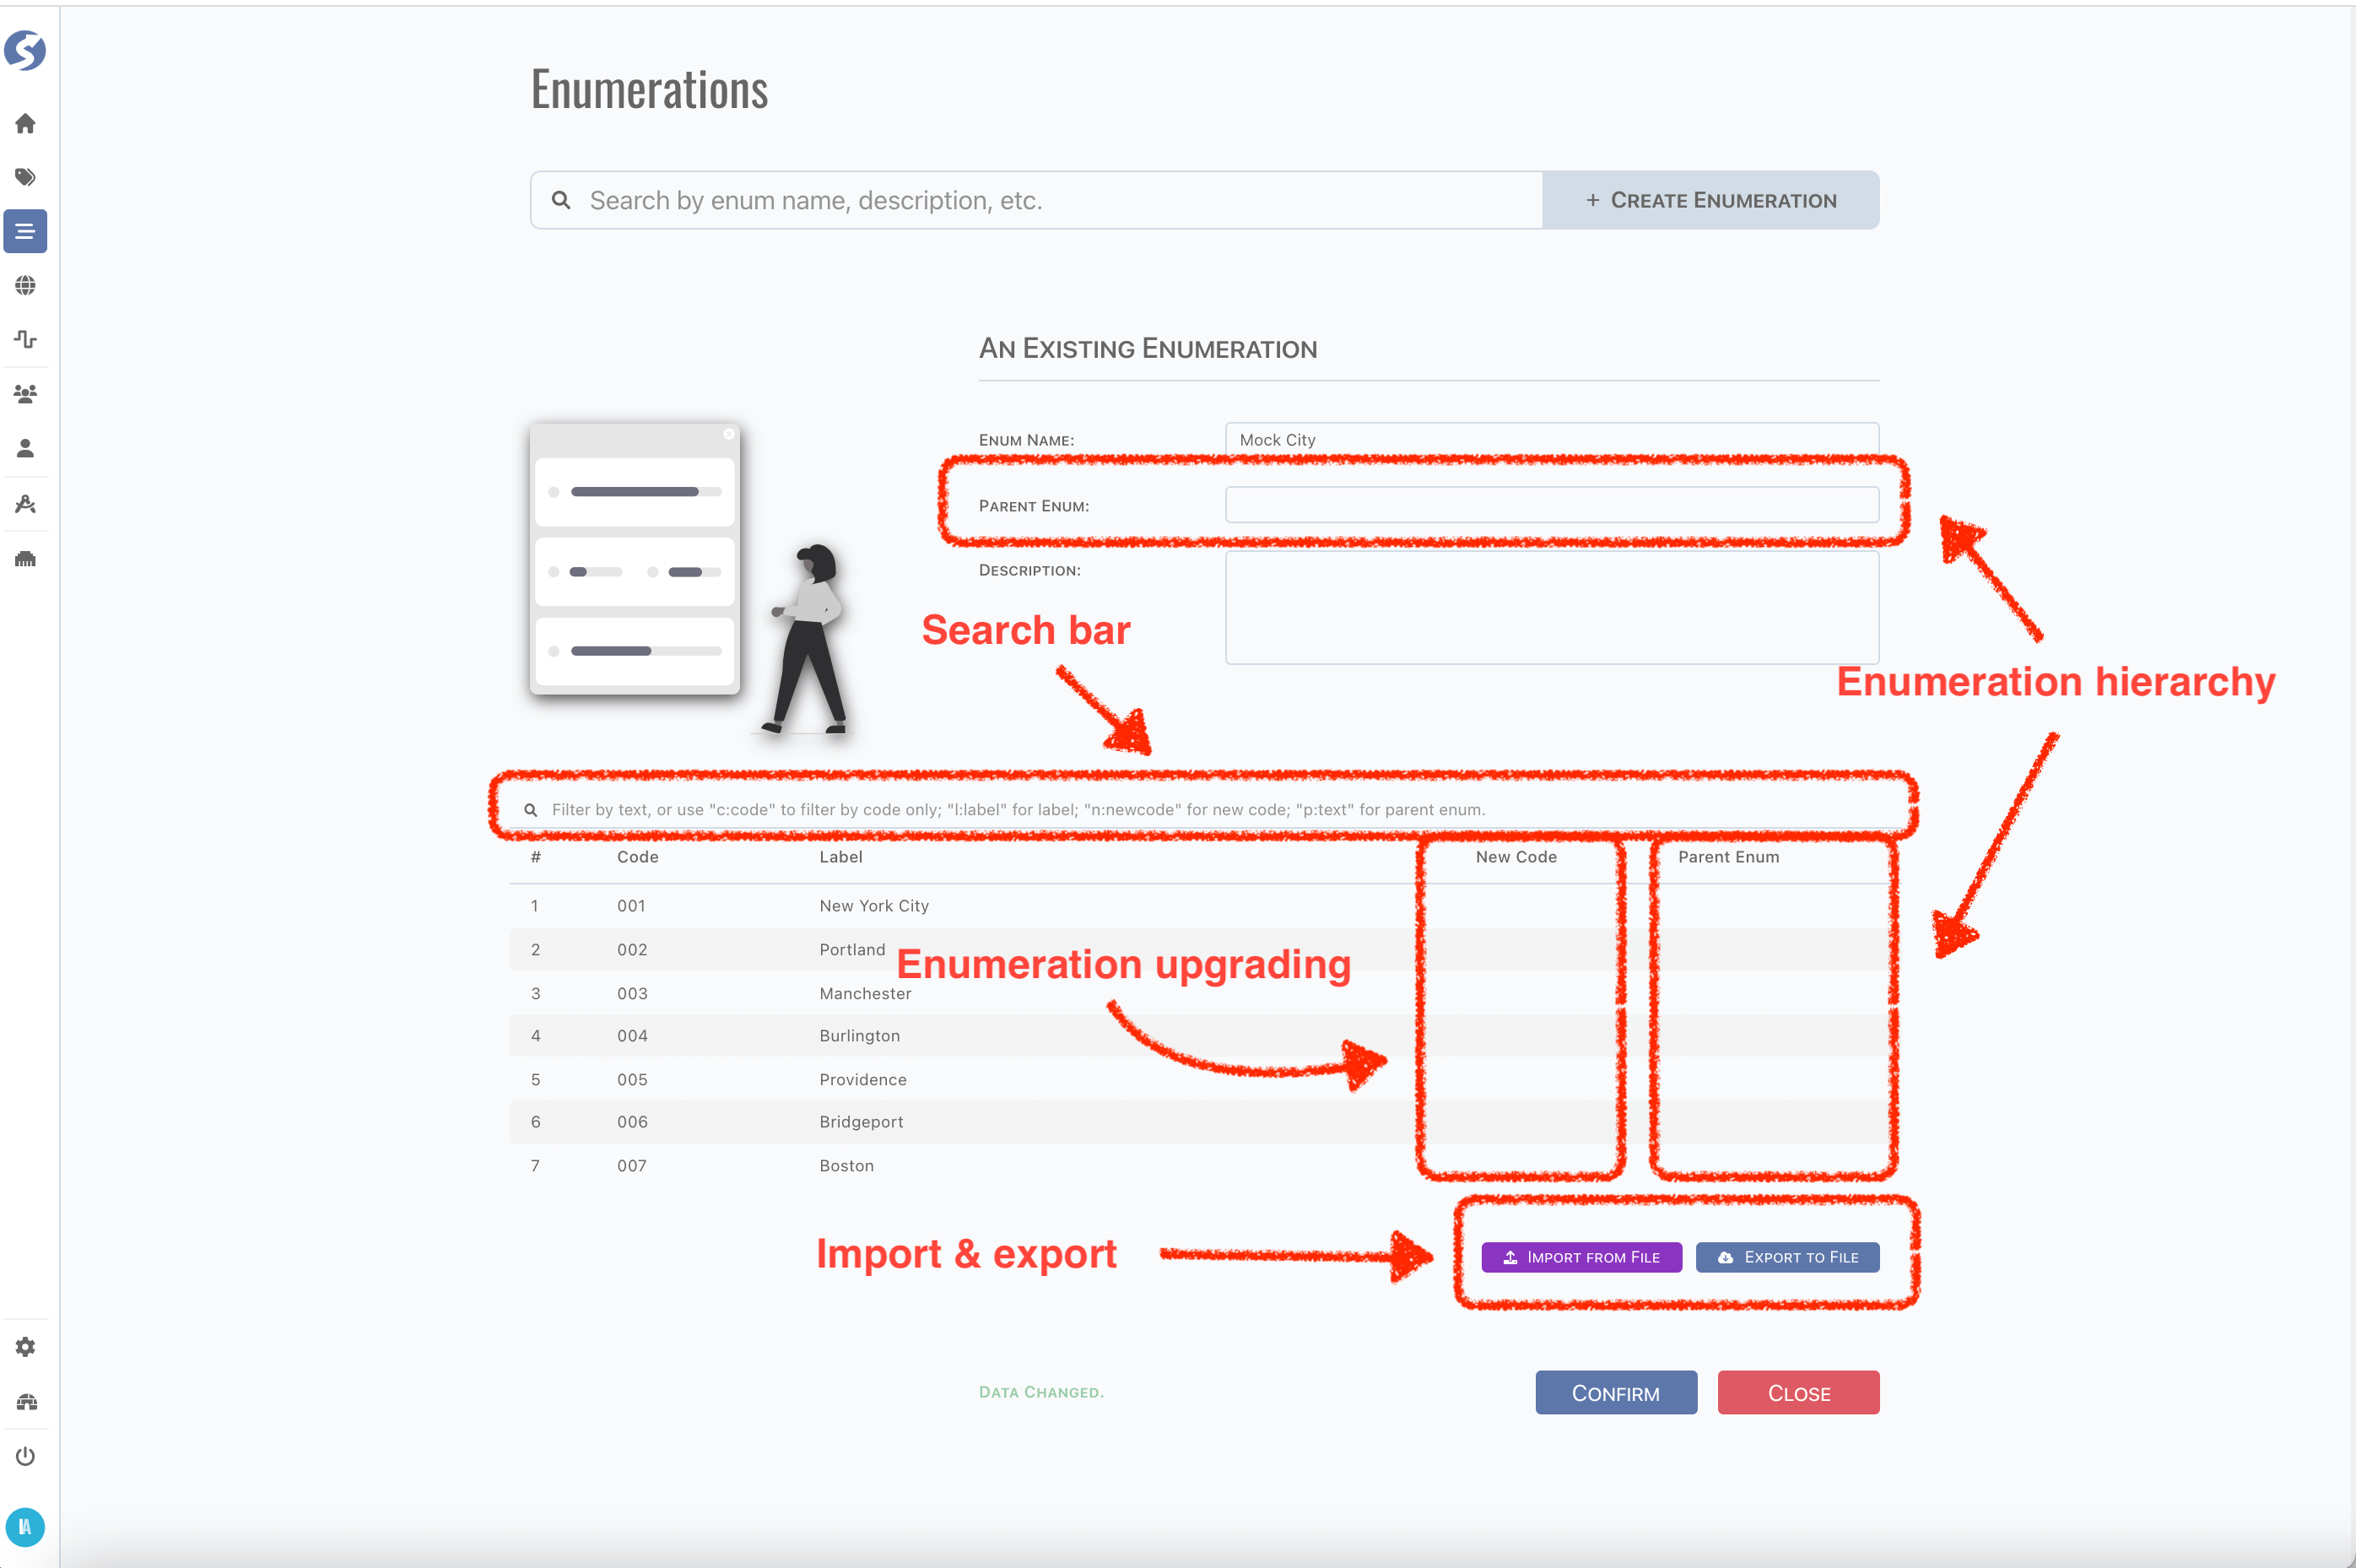 Enumerations
Search by enum name, description, etc.
+ CREATE ENUMERATION
AN EXISTING ENUMERATION
ENUM NAME: Mock City
PARENT ENUM:
DESCRIPTION:
Search bar
Enumeration hierarchy
Filter by text, or use "c:code" to filter by code only; "l:label" for label; "n:newcode" for new code; "p:text" for parent enum.
# Code Label New Code Parent Enum
1 001 New York City
2 002 Portland
Enumeration upgrading
3 003 Manchester
4 004 Burlington
5 005 Providence
6 006 Bridgeport
7 007 Boston
Import & export
IMPORT FROM FILE EXPORT TO FILE
DATA CHANGED. CONFIRM CLOSE
IA